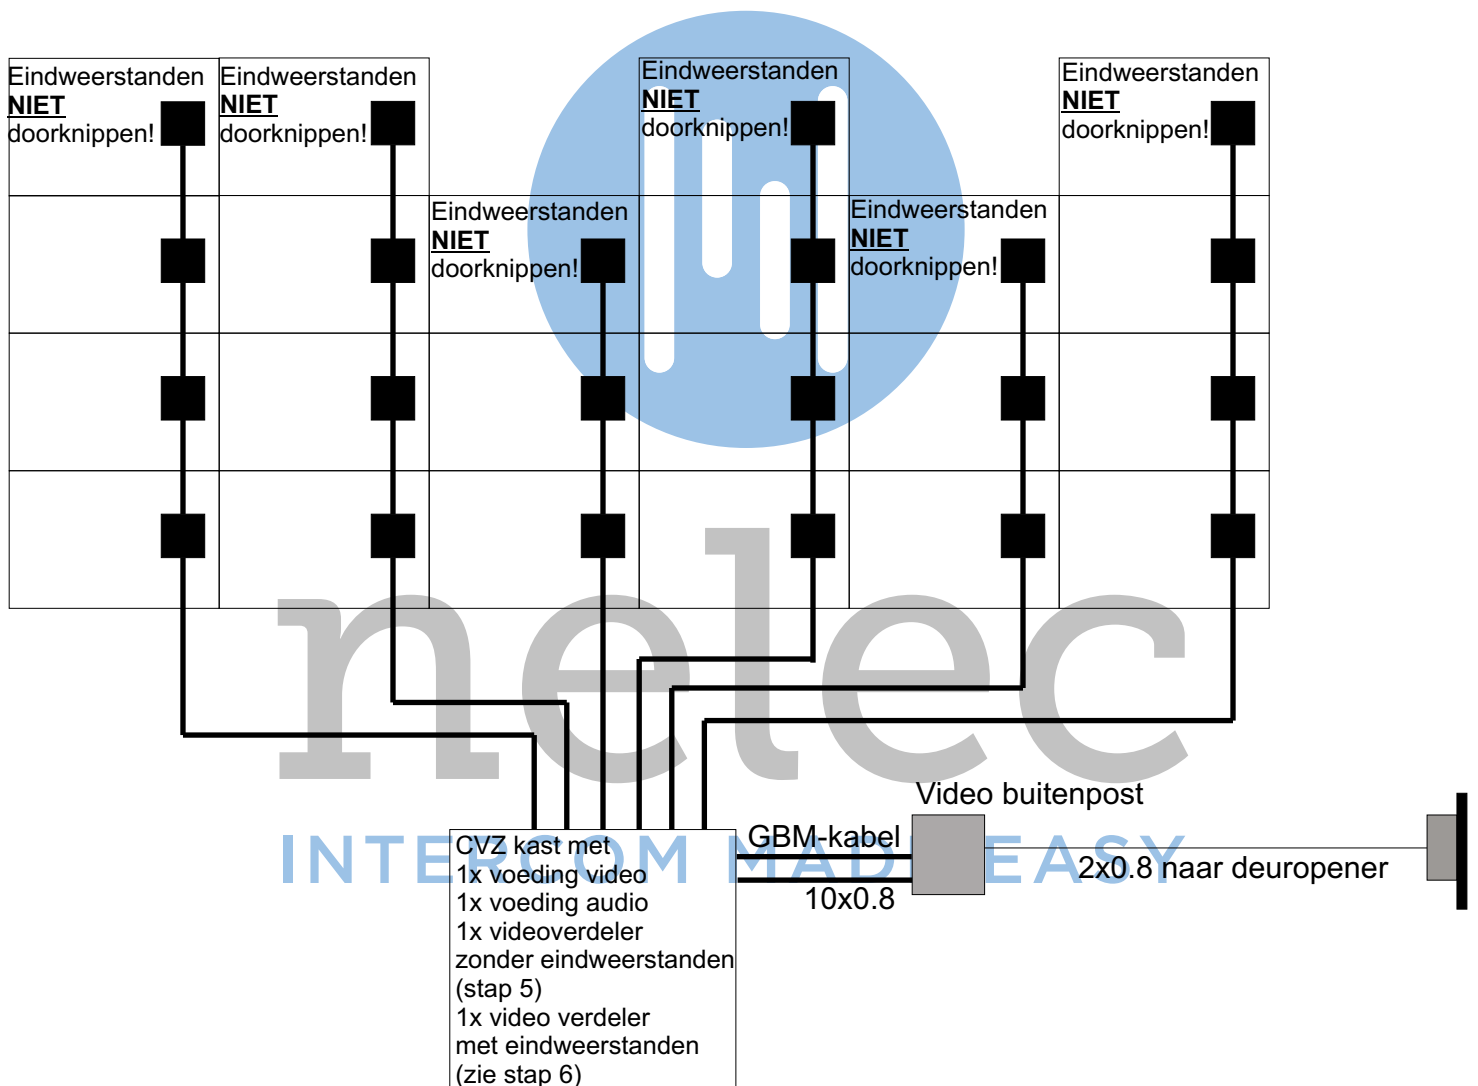 Eindweerstanden
NIET
doorknippen!
Eindweerstanden
NIET
doorknippen!
Eindweerstanden
NIET
doorknippen!
Eindweerstanden
NIET
doorknippen!
Eindweerstanden
NIET
doorknippen!
Eindweerstanden
NIET
doorknippen!
nelec
INTERCOM MADE EASY
Video buitenpost
GBM-kabel
10x0.8
2x0.8 naar deuropener
CVZ kast met
1x voeding video
1x voeding audio
1x videoverdeler
zonder eindweerstanden
(stap 5)
1x video verdeler
met eindweerstanden
(zie stap 6)